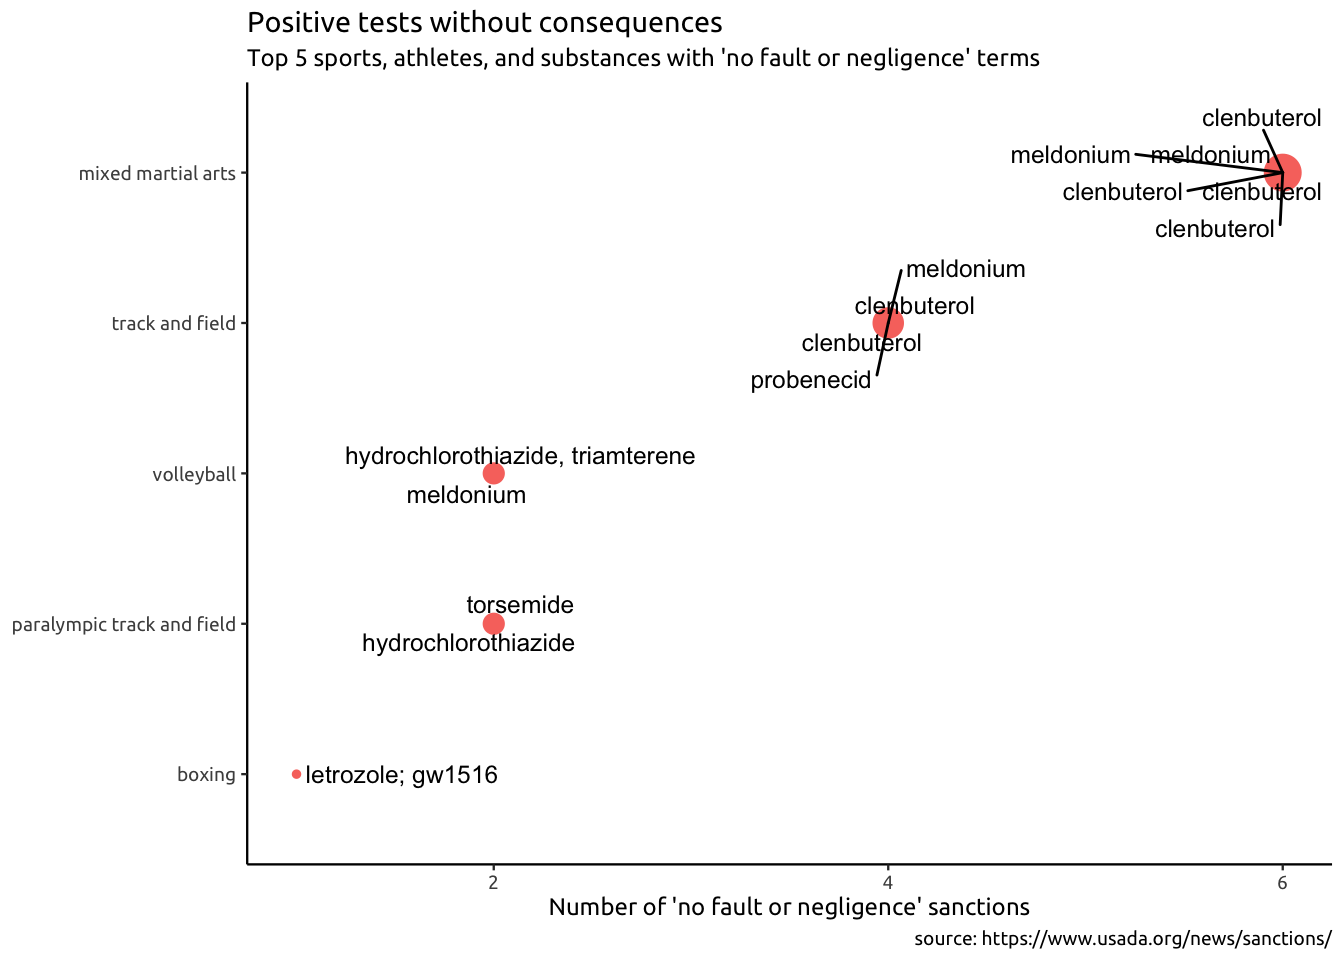 Positive tests without consequences
Top 5 sports, athletes, and substances with 'no fault or negligence' terms
clenbuterol
meldonium meldonium
mixed martial arts
clenbuterol clenbuterol
clenbuterol
meldonium
clenbuterol
track and field
clenbuterol
probenecid
hydrochlorothiazide, triamterene
volleyball
meldonium
torsemide
paralympic track and field
hydrochlorothiazide
boxing
letrozole; gw1516
2 4 6
Number of 'no fault or negligence' sanctions
source: https://www.usada.org/news/sanctions/